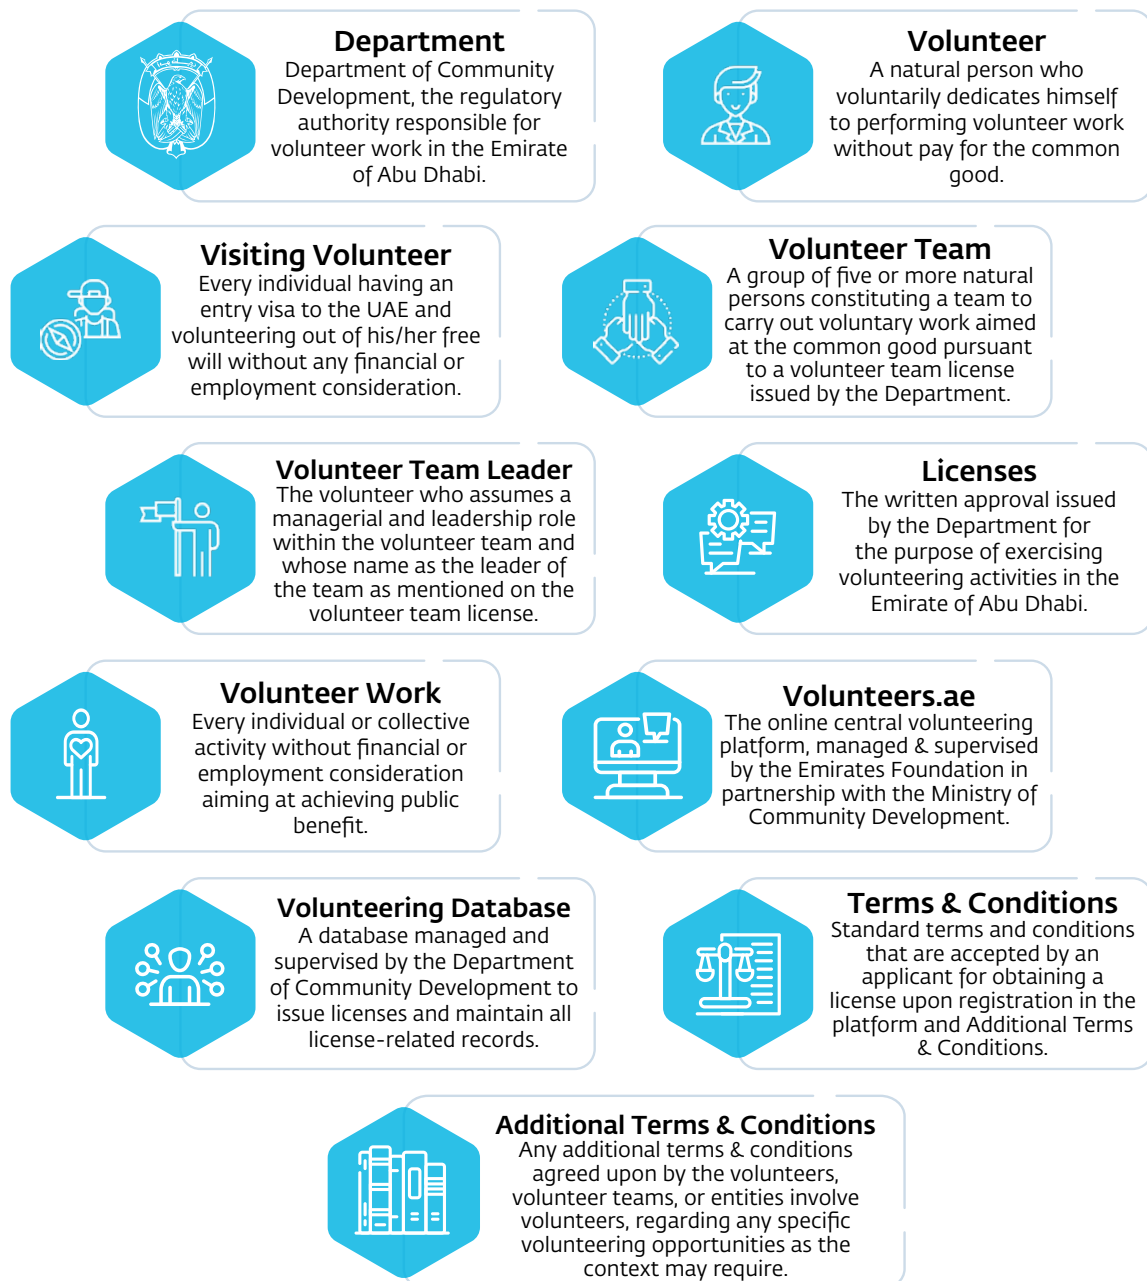 Department
Department of Community
Development, the regulatory
authority responsible for
volunteer work in the Emirate
of Abu Dhabi.
Volunteer
A natural person who
voluntarily dedicates himself
to performing volunteer work
without pay for the common
good.
Visiting Volunteer
Every individual having an
entry visa to the UAE and
volunteering out of his/her free
will without any financial or
employment consideration.
Volunteer Team
A group of five or more natural
persons constituting a team to
carry out voluntary work aimed
at the common good pursuant
to a volunteer team license
issued by the Department.
Volunteer Team Leader
The volunteer who assumes a
managerial and leadership role
within the volunteer team and
whose name as the leader of
the team as mentioned on the
volunteer team license.
Licenses
The written approval issued
by the Department for
the purpose of exercising
volunteering activities in the
Emirate of Abu Dhabi.
Volunteer Work
Every individual or collective
activity without financial or
employment consideration
aiming at achieving public
benefit.
Volunteers.ae
The online central volunteering
platform, managed & supervised
by the Emirates Foundation in
partnership with the Ministry of
Community Development.
Volunteering Database
A database managed and
supervised by the Department
of Community Development to
issue licenses and maintain all
license-related records.
Terms & Conditions
Standard terms and conditions
that are accepted by an
applicant for obtaining a
license upon registration in the
platform and Additional Terms
& Conditions.
Additional Terms & Conditions
Any additional terms & conditions
agreed upon by the volunteers,
volunteer teams, or entities involve
volunteers, regarding any specific
volunteering opportunities as the
context may require.